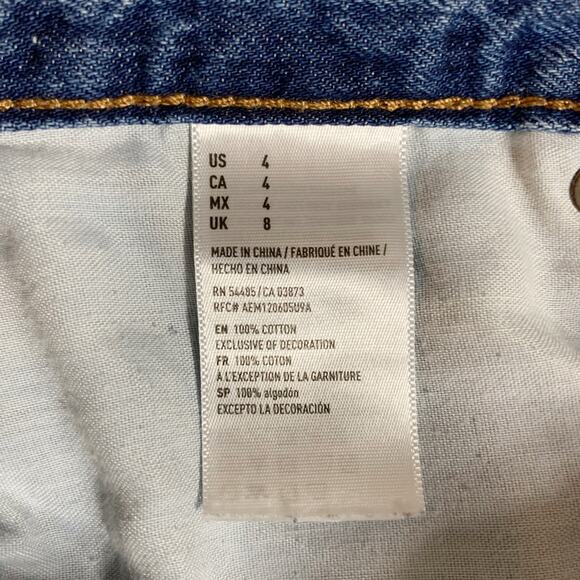 US 4
CA 4
MX 4
UK 8
MADE IN CHINA / FABRIQUÉ EN CHINE /
HECHO EN CHINA
RN 54485 / CA 03873
RFC# AEM120605U9A
EN 100% COTTON
EXCLUSIVE OF DECORATION
FR 100% COTON
À L'EXCEPTION DE LA GARNITURE
SP 100% algodón
EXCEPTO LA DECORACIÓN